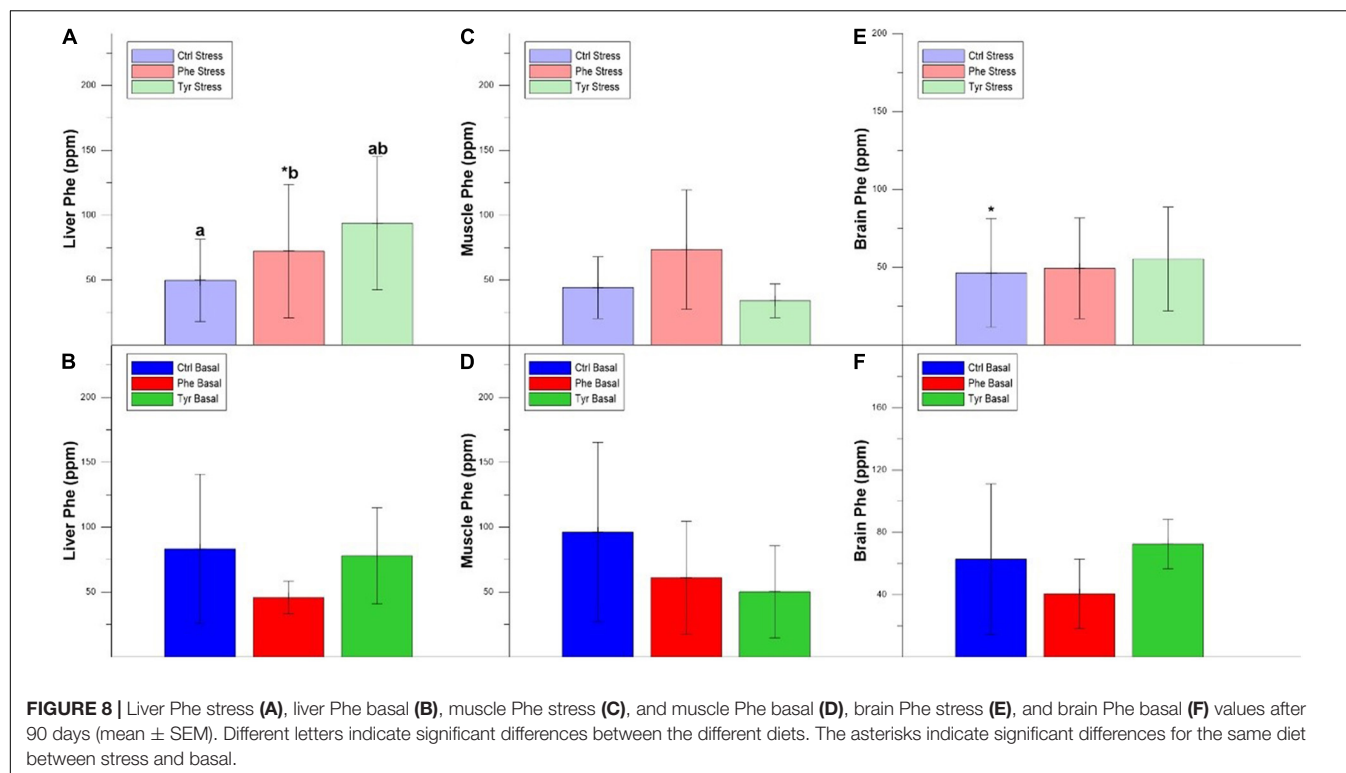 A
Ctrl Stress
Phe Stress
Tyr Stress
Liver Phe (ppm)
200
150
100
50
a
*b
ab
C
Ctrl Stress
Phe Stress
Tyr Stress
Muscle Phe (ppm)
200
150
100
50
E
Ctrl Stress
Phe Stress
Tyr Stress
Brain Phe (ppm)
200
150
100
50
*
B
Ctrl Basal
Phe Basal
Tyr Basal
Liver Phe (ppm)
200
150
100
50
D
Ctrl Basal
Phe Basal
Tyr Basal
Muscle Phe (ppm)
200
150
100
50
F
Ctrl Basal
Phe Basal
Tyr Basal
Brain Phe (ppm)
160
120
80
40
FIGURE 8 | Liver Phe stress (A), liver Phe basal (B), muscle Phe stress (C), and muscle Phe basal (D), brain Phe stress (E), and brain Phe basal (F) values after
90 days (mean ± SEM). Different letters indicate significant differences between the different diets. The asterisks indicate significant differences for the same diet
between stress and basal.